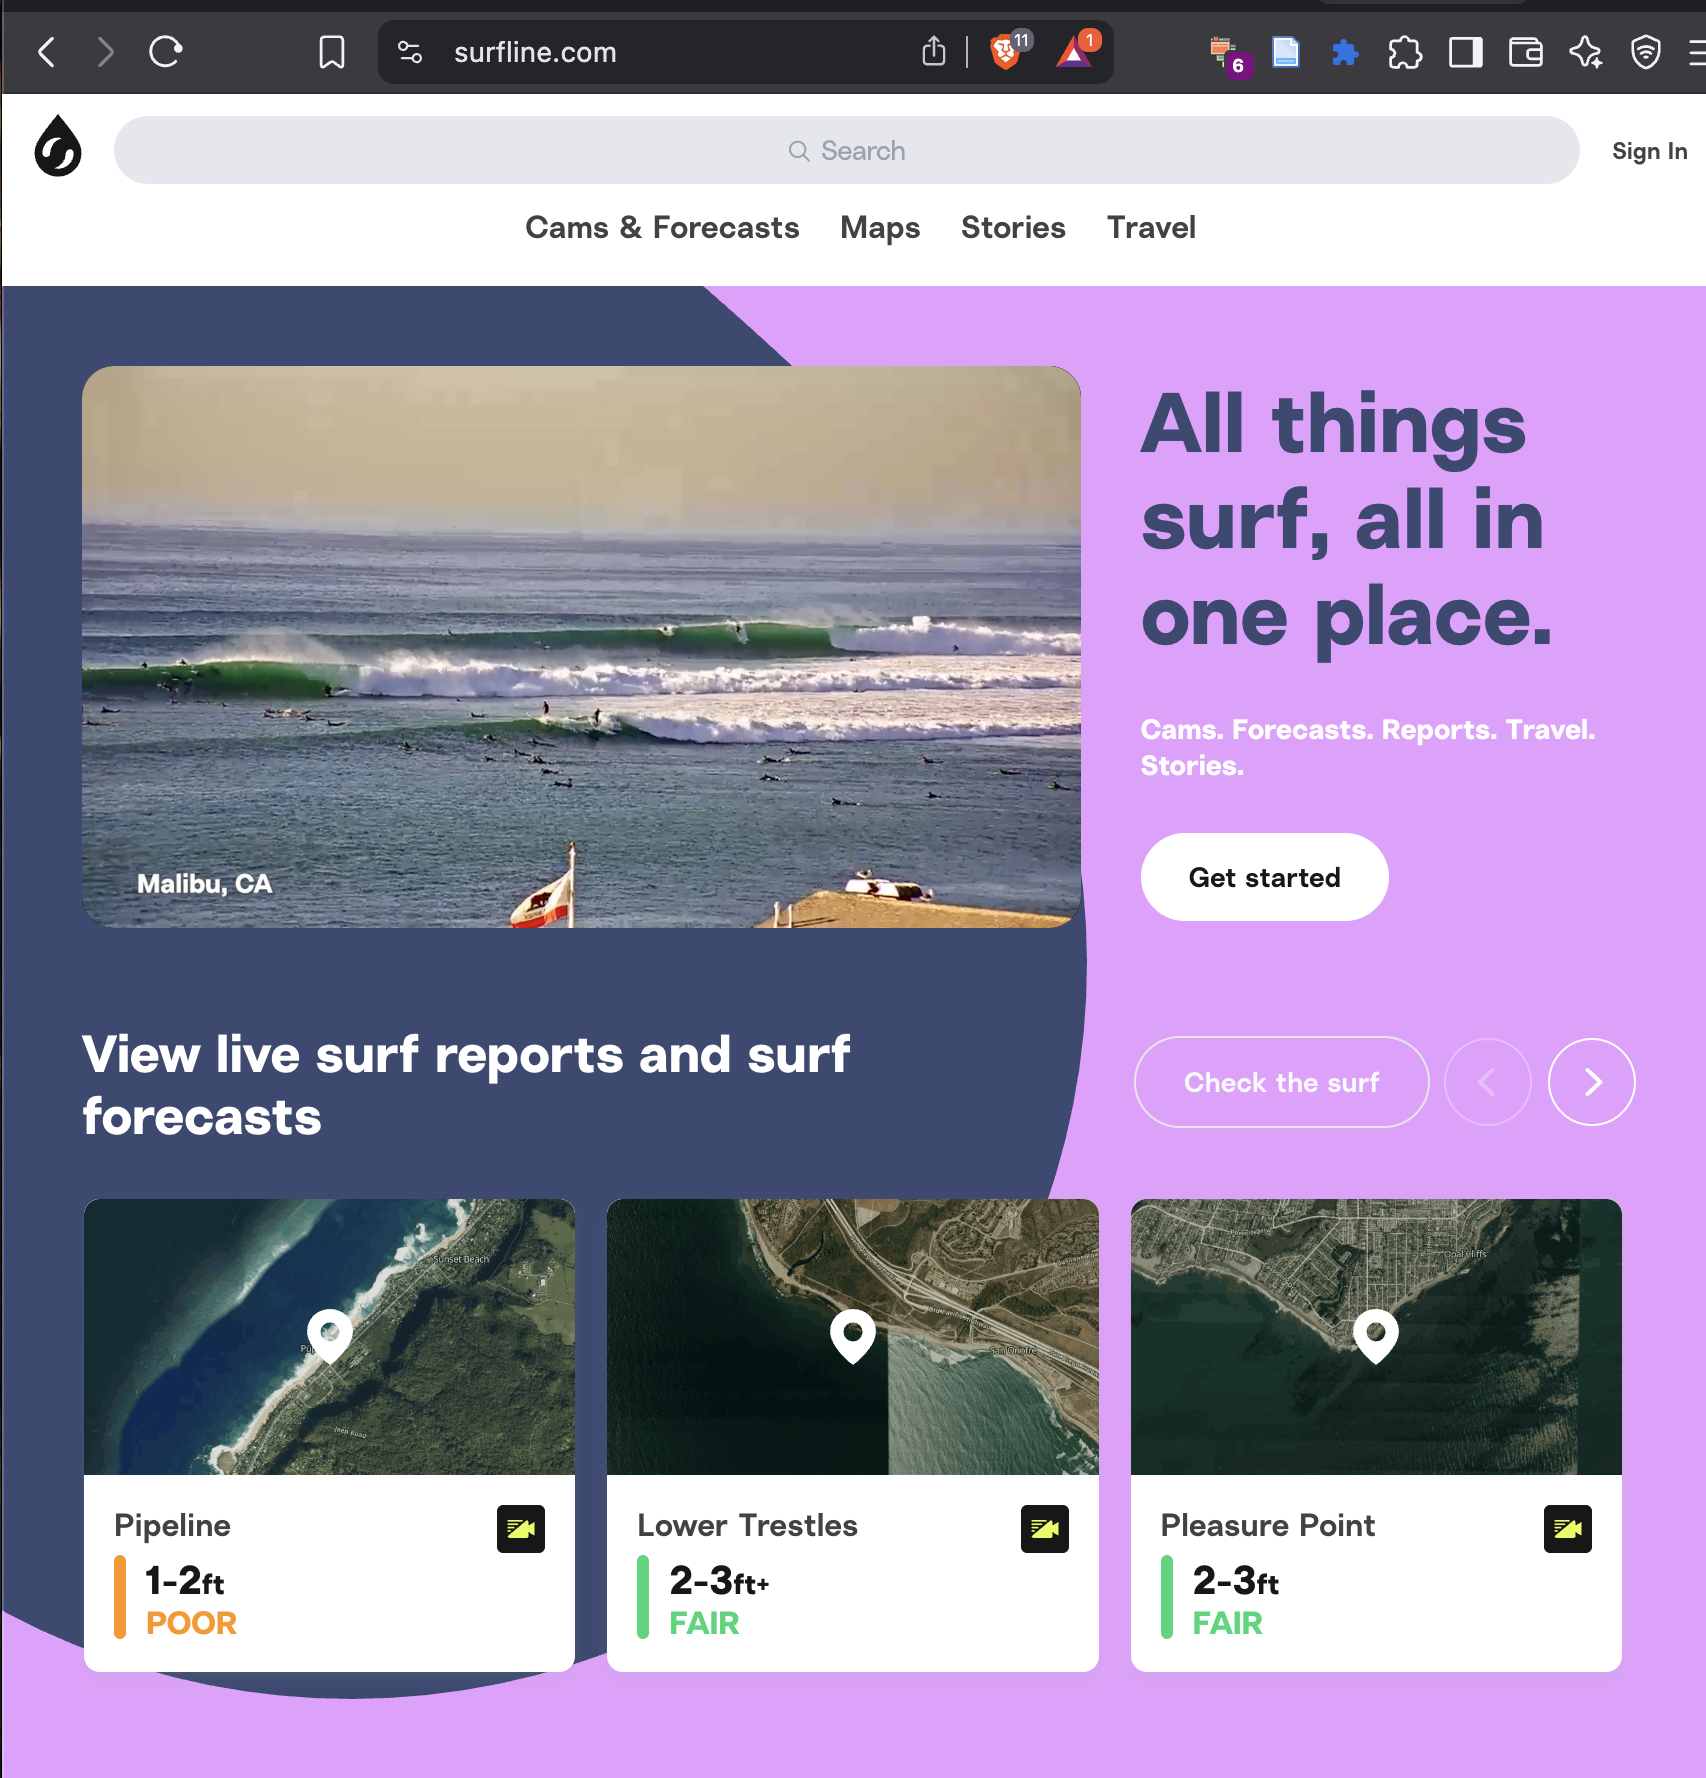 surfline.com
11
1
6
Search
Sign In
Cams & Forecasts
Maps
Stories
Travel
All things
surf, all in
one place.
Cams. Forecasts. Reports. Travel.
Stories.
Get started
Malibu, CA
View live surf reports and surf
forecasts
Check the surf
Sunset Beach
Jeep Road
San Onofre
Opal Cliffs
Pipeline
1-2ft
POOR
Lower Trestles
2-3ft+
FAIR
Pleasure Point
2-3ft
FAIR